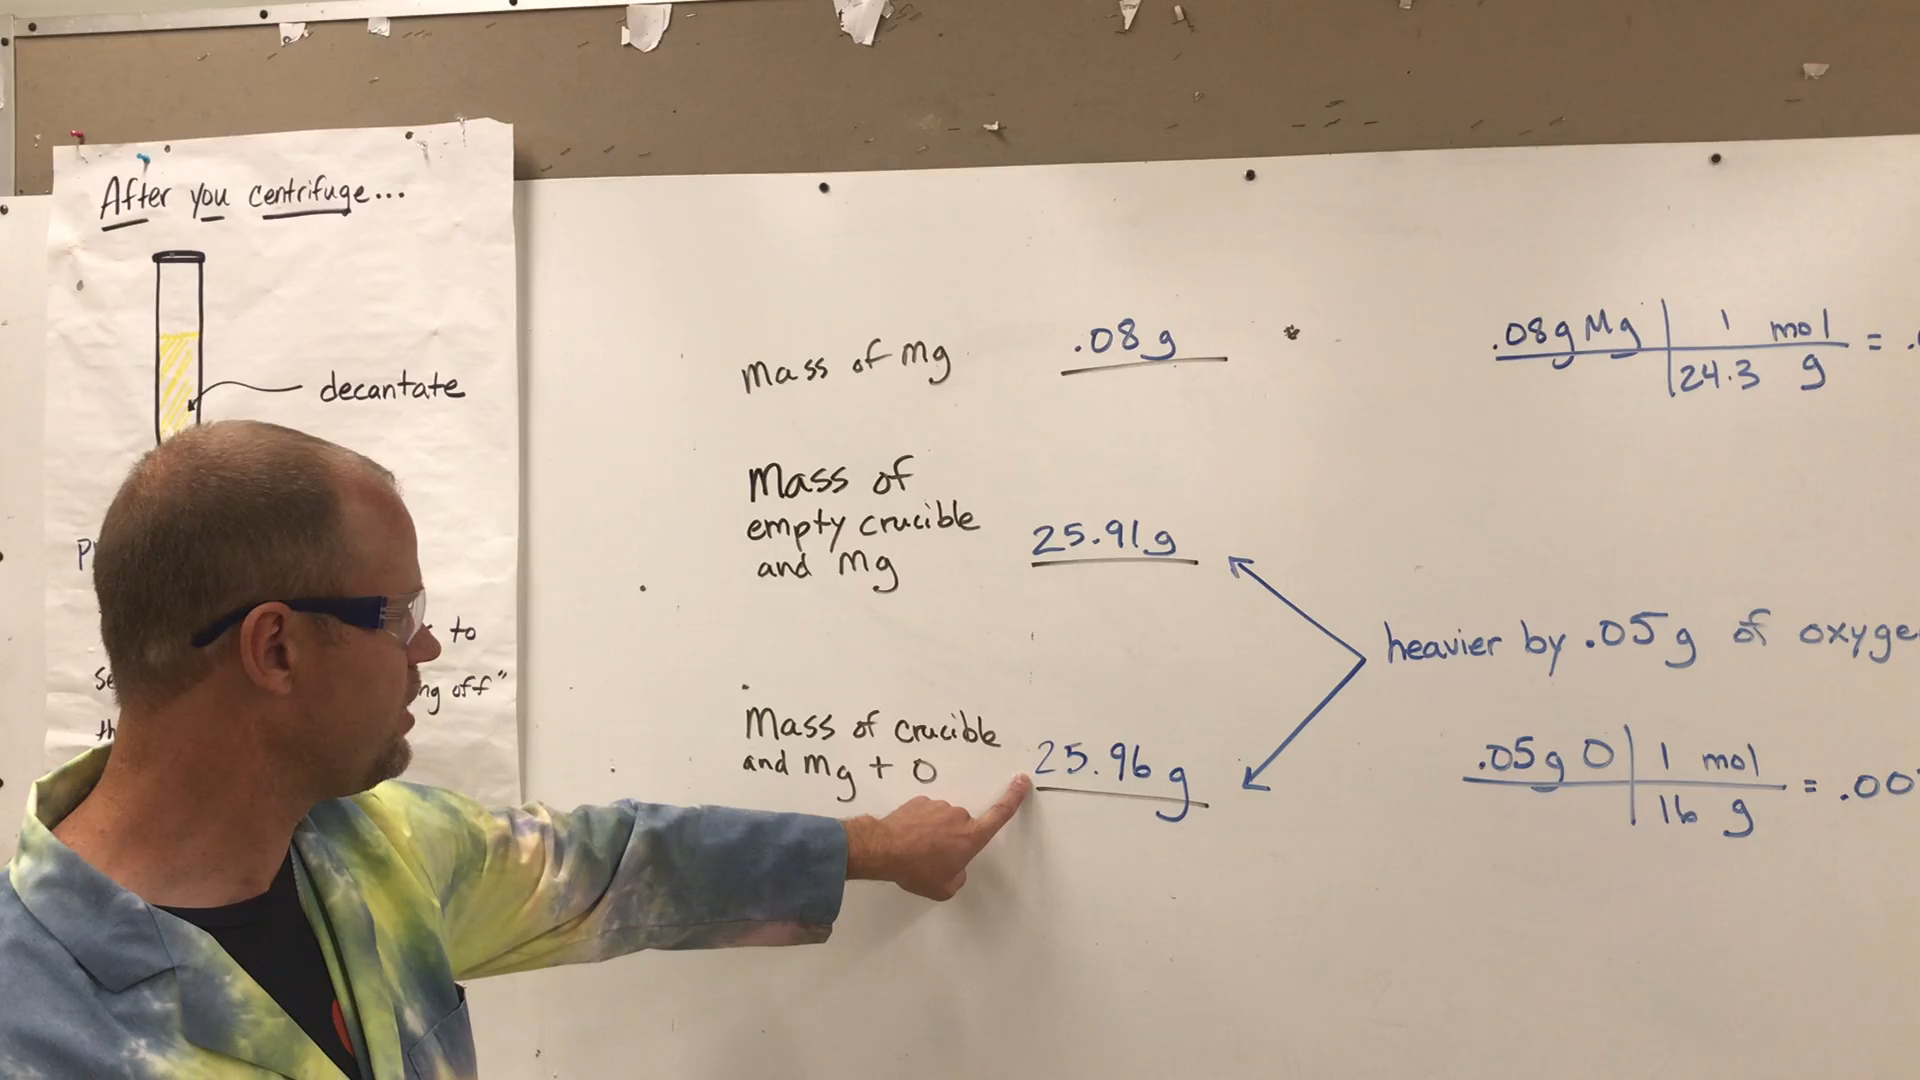 After you centrifuge...
decantate
to
ng off"
Mass of Mg .08 g
Mass of
empty crucible
and Mg
25.91 g
Mass of crucible
and Mg + O
25.96 g
.08g Mg | 1 mol
24.3 g
=
heavier by .05 g of oxyge
.05g O | 1 mol
16 g
= .00